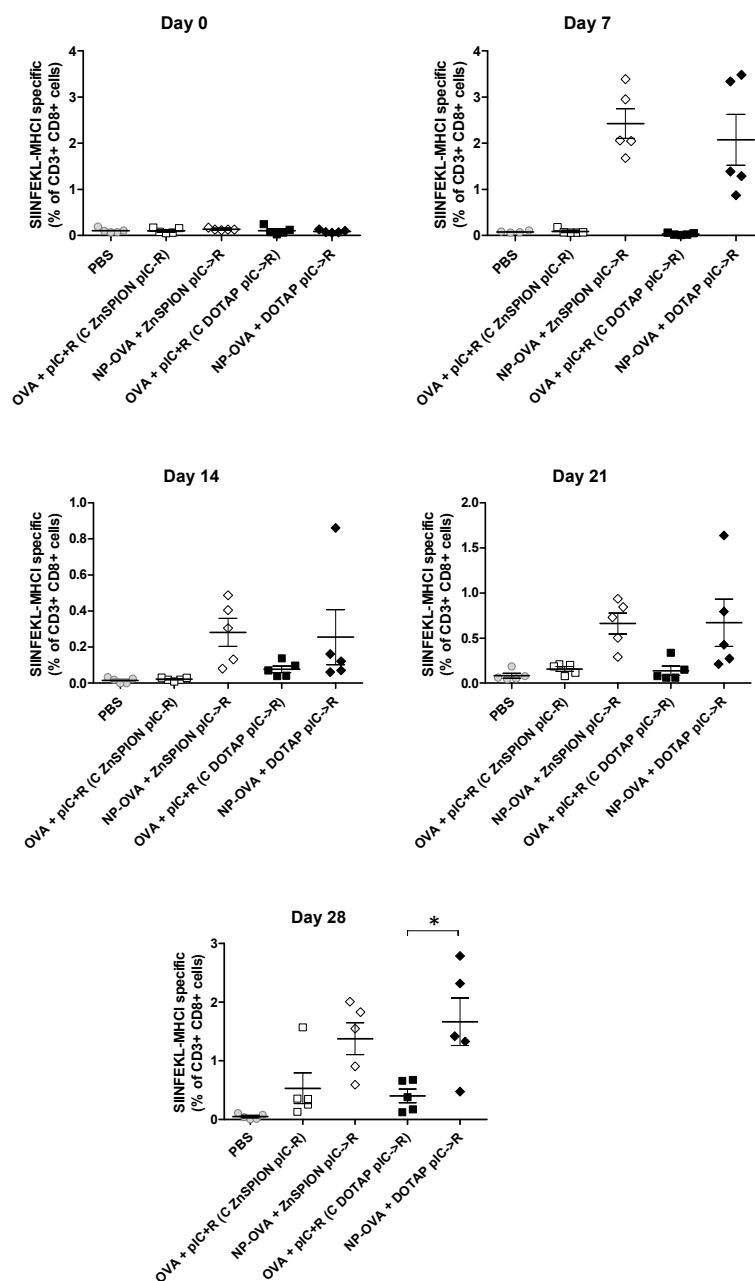 Day 0
SIINFEKL-MHCI specific
(% of CD3+ CD8+ cells)
4
3
2
1
0
PBS
OVA + pIC+R (C ZnSPION pIC-R)
NP-OVA + ZnSPION pIC->R
OVA + pIC+R (C DOTAP pIC->R)
NP-OVA + DOTAP pIC->R
Day 7
SIINFEKL-MHCI specific
(% of CD3+ CD8+ cells)
4
3
2
1
0
PBS
OVA + pIC+R (C ZnSPION pIC-R)
NP-OVA + ZnSPION pIC->R
OVA + pIC+R (C DOTAP pIC->R)
NP-OVA + DOTAP pIC->R
Day 14
SIINFEKL-MHCI specific
(% of CD3+ CD8+ cells)
1.0
0.8
0.6
0.4
0.2
0.0
PBS
OVA + pIC+R (C ZnSPION pIC-R)
NP-OVA + ZnSPION pIC->R
OVA + pIC+R (C DOTAP pIC->R)
NP-OVA + DOTAP pIC->R
Day 21
SIINFEKL-MHCI specific
(% of CD3+ CD8+ cells)
2.0
1.5
1.0
0.5
0.0
PBS
OVA + pIC+R (C ZnSPION pIC-R)
NP-OVA + ZnSPION pIC->R
OVA + pIC+R (C DOTAP pIC->R)
NP-OVA + DOTAP pIC->R
Day 28
SIINFEKL-MHCI specific
(% of CD3+ CD8+ cells)
3
2
1
0
*
PBS
OVA + pIC+R (C ZnSPION pIC-R)
NP-OVA + ZnSPION pIC->R
OVA + pIC+R (C DOTAP pIC->R)
NP-OVA + DOTAP pIC->R